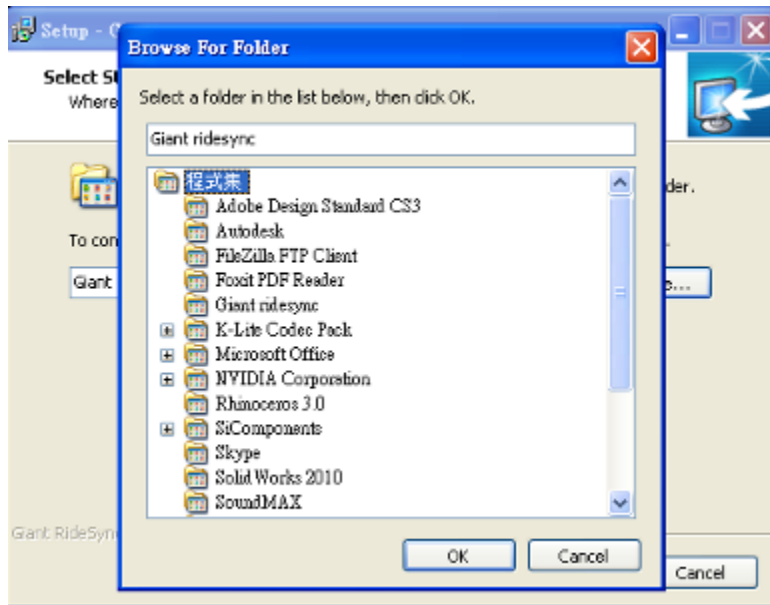 Setup - G
Browse For Folder
Select St
Where
Select a folder in the list below, then click OK.
Giant ridesync
程式集
Adobe Design Standard CS3
Autodesk
FileZilla FTP Client
Foxit PDF Reader
Giant ridesync
K-Lite Codec Pack
Microsoft Office
NVIDIA Corporation
Rhinoceros 3.0
SiComponents
Skype
SolidWorks 2010
SoundMAX
der.
To con
Giant
e...
Giant RideSyn
OK
Cancel
Cancel